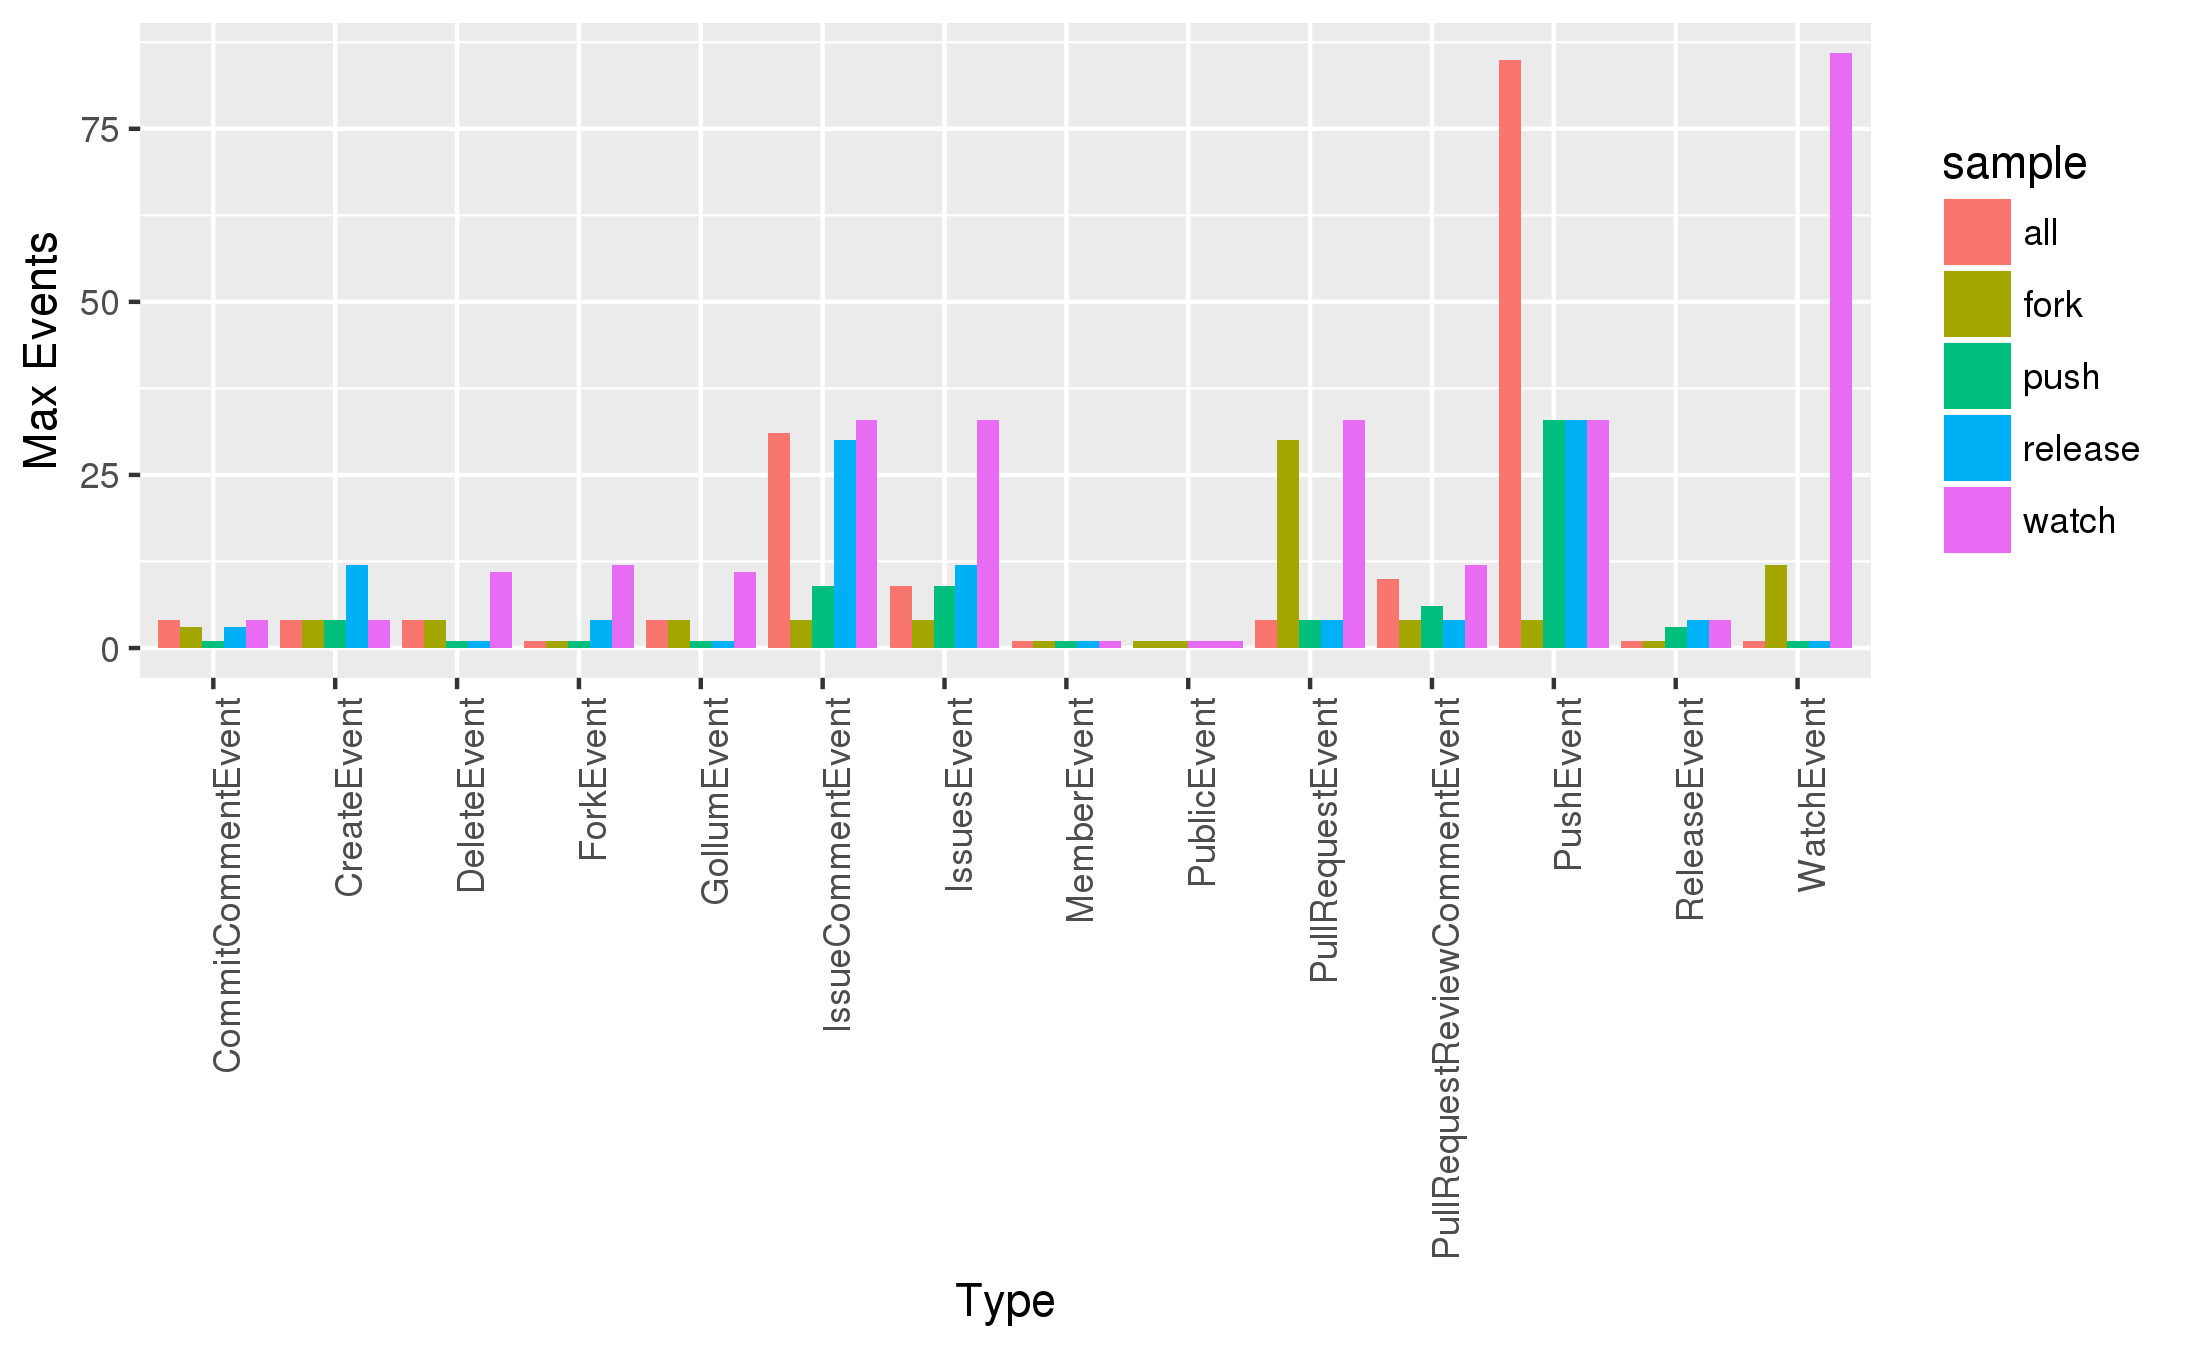 Max Events
75
50
25
0
CommitCommentEvent
CreateEvent
DeleteEvent
ForkEvent
GollumEvent
IssueCommentEvent
IssuesEvent
MemberEvent
PublicEvent
PullRequestEvent
PullRequestReviewCommentEvent
PushEvent
ReleaseEvent
WatchEvent
Type
sample
all
fork
push
release
watch